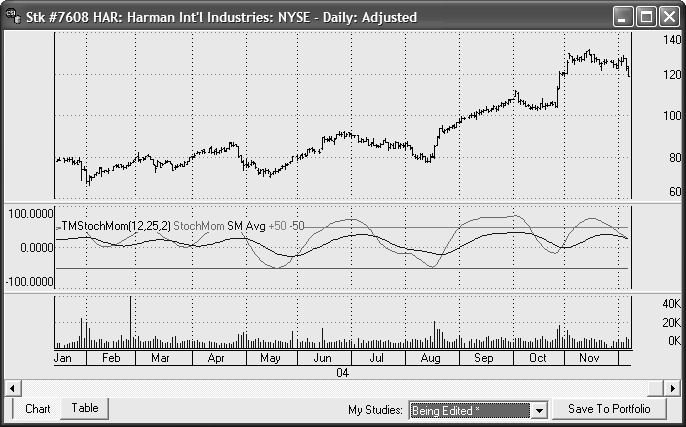 CSI
Stk #7608 HAR: Harman Int'l Industries: NYSE - Daily: Adjusted
140
120
100
80
60
100.0000
TMStochMom(12,25,2) StochMom SM Avg +50 -50
0.0000
-100.0000
40K
20K
0K
Jan Feb Mar Apr May Jun Jul Aug Sep Oct Nov
04
Chart Table My Studies: Being Edited * Save To Portfolio